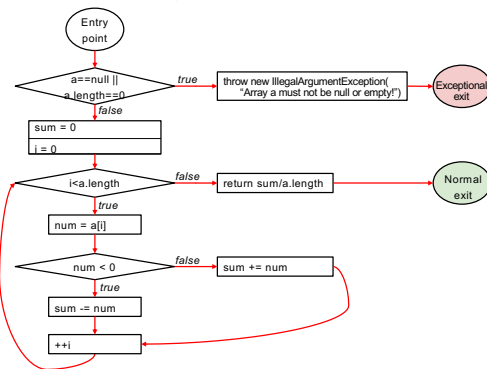 Entry
point
a==null ||
a.length==0
true
throw new IllegalArgumentException(
"Array a must not be null or empty!")
Exceptional
exit
false
sum = 0
i = 0
i<a.length
false
return sum/a.length
Normal
exit
true
num = a[i]
num < 0
false
sum += num
true
sum -= num
++i